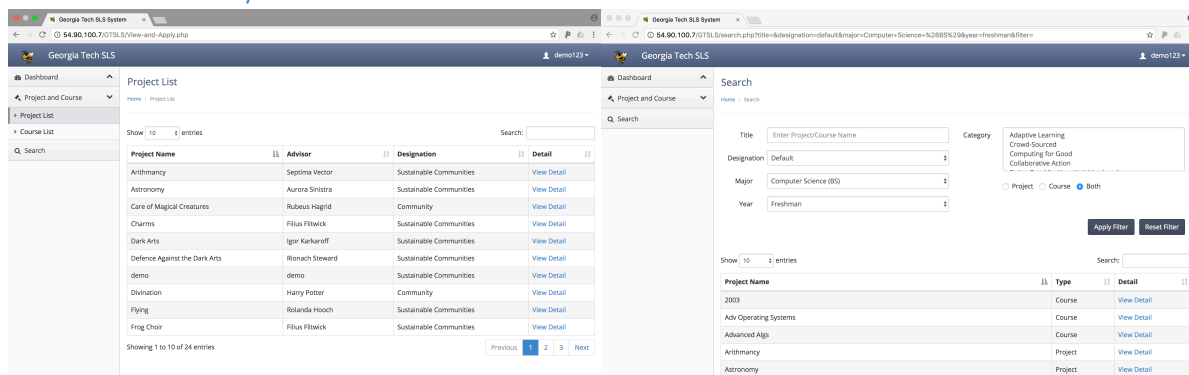 Georgia Tech SLS System
54.90.100.7/GTSLS/View-and-Apply.php
Georgia Tech SLS
demo123
Dashboard
Project and Course
Project List
Course List
Search
Project List
Home / Project List
Show 10 entries
Search:
Project Name Advisor Designation Detail
Arithmancy Septima Vector Sustainable Communities View Detail
Astronomy Aurora Sinistra Sustainable Communities View Detail
Care of Magical Creatures Rubeus Hagrid Community View Detail
Charms Filius Flitwick Sustainable Communities View Detail
Dark Arts Igor Karkaroff Sustainable Communities View Detail
Defence Against the Dark Arts Rionach Steward Sustainable Communities View Detail
demo demo Sustainable Communities View Detail
Divination Harry Potter Community View Detail
Flying Rolanda Hooch Sustainable Communities View Detail
Frog Choir Filius Flitwick Sustainable Communities View Detail
Showing 1 to 10 of 24 entries
Previous 1 2 3 Next
Georgia Tech SLS System
54.90.100.7/GTSLS/search.php?title=&designation=default&major=Computer+Science+%28BS%29&year=freshman&filter=
Georgia Tech SLS
demo123
Dashboard
Project and Course
Search
Search
Home / Search
Title Enter Project/Course Name
Designation Default
Major Computer Science (BS)
Year Freshman
Category
Adaptive Learning
Crowd-Sourced
Computing for Good
Collaborative Action
Project Course Both
Apply Filter Reset Filter
Show 10 entries
Search:
Project Name Type Detail
2003 Course View Detail
Adv Operating Systems Course View Detail
Advanced Algs Course View Detail
Arithmancy Project View Detail
Astronomy Project View Detail